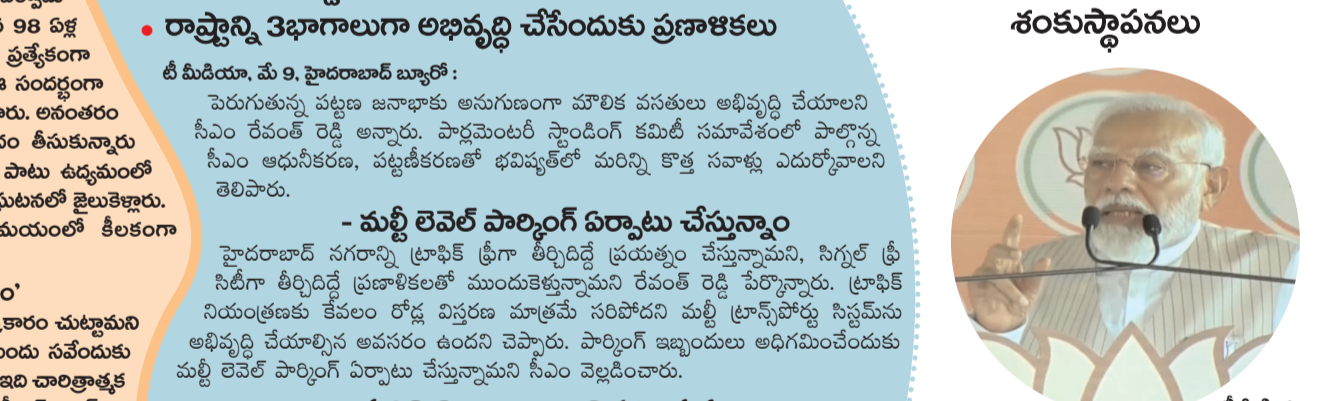 98 ఏళ్ల
ప్రత్యేకంగా
సందర్భంగా
రు. అనంతరం
తీసుకున్నారు
పాటు ఉద్యమంలో
ఘటనలో జైలుకెళ్లారు.
మయంలో కీలకంగా
కారం చుట్టామని
ందు సవేందుకు
ఇది చారిత్రాత్మక
• రాష్ట్రాన్ని 3భాగాలుగా అభివృద్ధి చేసేందుకు ప్రణాళికలు
టీ మీడియా, మే 9, హైదరాబాద్ బ్యూరో :
పెరుగుతున్న పట్టణ జనాభాకు అనుగుణంగా మౌలిక వసతులు అభివృద్ధి చేయాలని
సీఎం రేవంత్ రెడ్డి అన్నారు. పార్లమెంటరీ స్టాండింగ్ కమిటీ సమావేశంలో పాల్గొన్న
సీఎం ఆధునీకరణ, పట్టణీకరణతో భవిష్యత్‌లో మరిన్ని కొత్త సవాళ్లు ఎదుర్కోవాలని
తెలిపారు.
- మల్టీ లెవెల్ పార్కింగ్ ఏర్పాటు చేస్తున్నాం
హైదరాబాద్ నగరాన్ని ట్రాఫిక్ ఫ్రీగా తీర్చిదిద్దే ప్రయత్నం చేస్తున్నామని, సిగ్నల్ ఫ్రీ
సిటీగా తీర్చిదిద్దే ప్రణాళికలతో ముందుకెళ్తున్నామని రేవంత్ రెడ్డి పేర్కొన్నారు. ట్రాఫిక్
నియంత్రణకు కేవలం రోడ్ల విస్తరణ మాత్రమే సరిపోదని మల్టీ ట్రాన్స్‌పోర్టు సిస్టమ్‌ను
అభివృద్ధి చేయాల్సిన అవసరం ఉందని చెప్పారు. పార్కింగ్ ఇబ్బందులు అధిగమించేందుకు
మల్టీ లెవెల్ పార్కింగ్ ఏర్పాటు చేస్తున్నామని సీఎం వెల్లడించారు.
శంకుస్థాపనలు